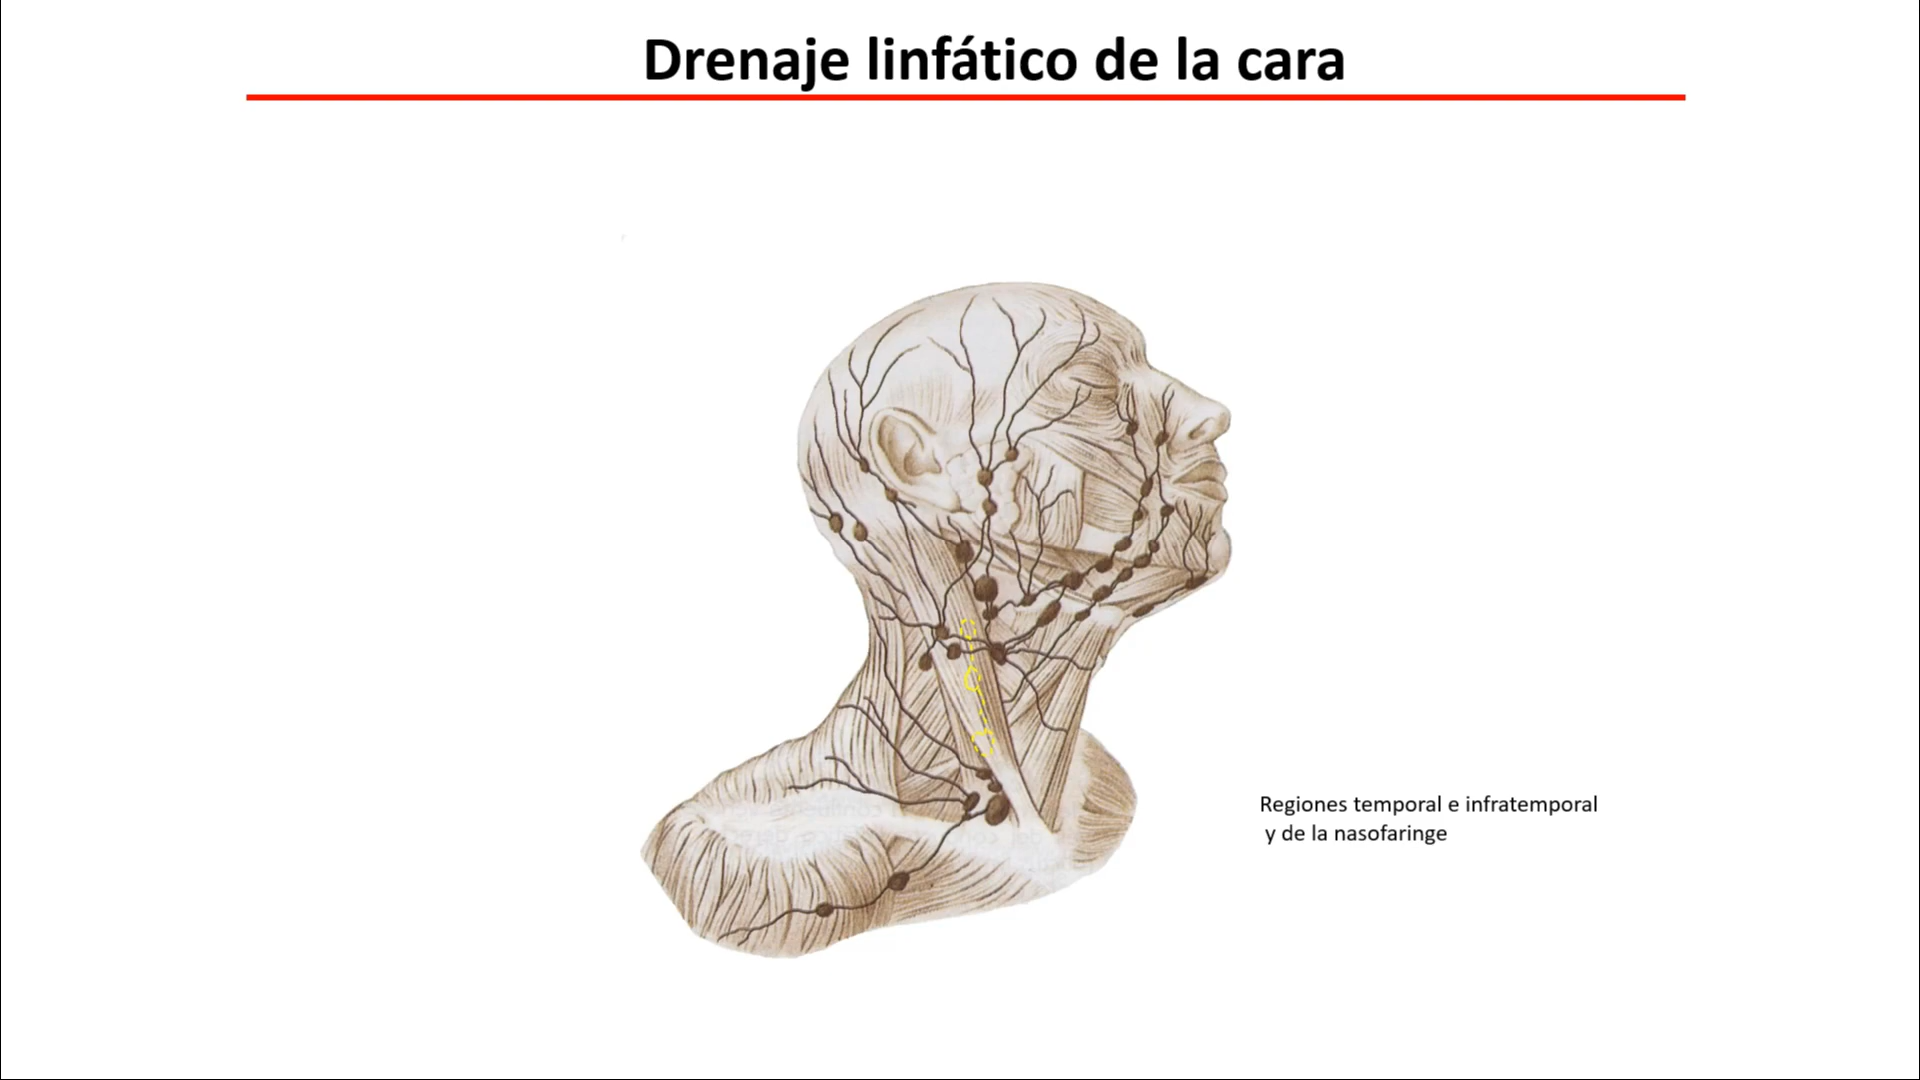 Drenaje linfático de la cara
Regiones temporal e infratemporal
y de la nasofaringe